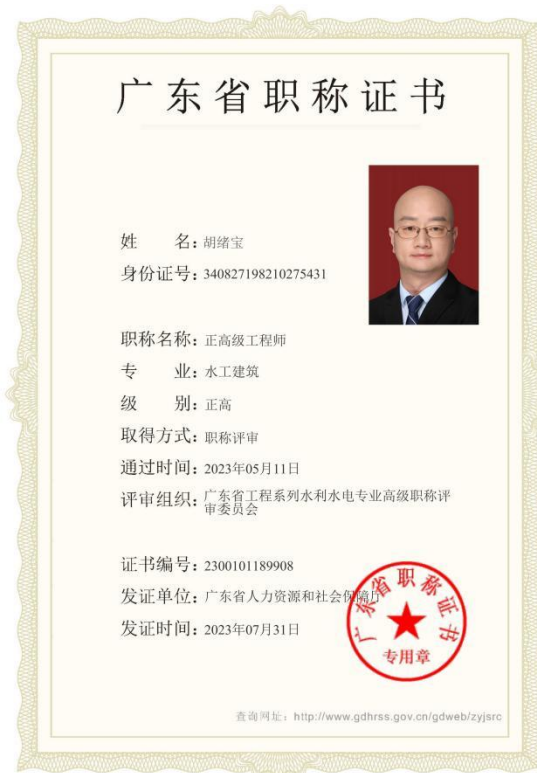 广东省职称证书
姓 名：胡绪宝
身份证号：340827198210275431
职称名称：正高级工程师
专 业：水工建筑
级 别：正高
取得方式：职称评审
通过时间：2023年05月11日
评审组织：广东省工程系列水利水电专业高级职称评
审委员会
证书编号：2300101189908
发证单位：广东省人力资源和社会保障厅
发证时间：2023年07月31日
广东省职称证书
专用章
查询网址：http://www.gdhrss.gov.cn/gdweb/zyjsrc